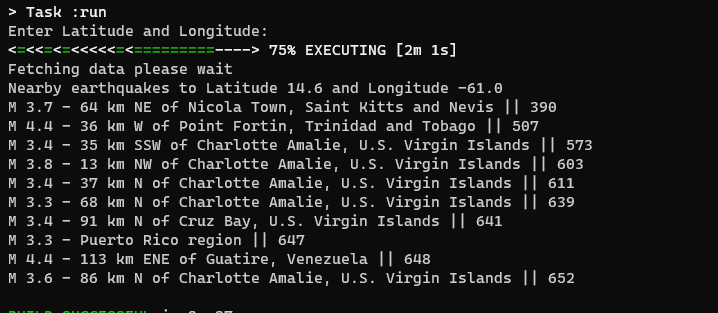 > Task :run
Enter Latitude and Longitude:
<=<<=<=<<<<<=<=========----> 75% EXECUTING [2m 1s]
Fetching data please wait
Nearby earthquakes to Latitude 14.6 and Longitude -61.0
M 3.7 - 64 km NE of Nicola Town, Saint Kitts and Nevis || 390
M 4.4 - 36 km W of Point Fortin, Trinidad and Tobago || 507
M 3.4 - 35 km SSW of Charlotte Amalie, U.S. Virgin Islands || 573
M 3.8 - 13 km NW of Charlotte Amalie, U.S. Virgin Islands || 603
M 3.4 - 37 km N of Charlotte Amalie, U.S. Virgin Islands || 611
M 3.3 - 68 km N of Charlotte Amalie, U.S. Virgin Islands || 639
M 3.4 - 91 km N of Cruz Bay, U.S. Virgin Islands || 641
M 3.3 - Puerto Rico region || 647
M 4.4 - 113 km ENE of Guatire, Venezuela || 648
M 3.6 - 86 km N of Charlotte Amalie, U.S. Virgin Islands || 652
BUILD SUCCESSFUL in